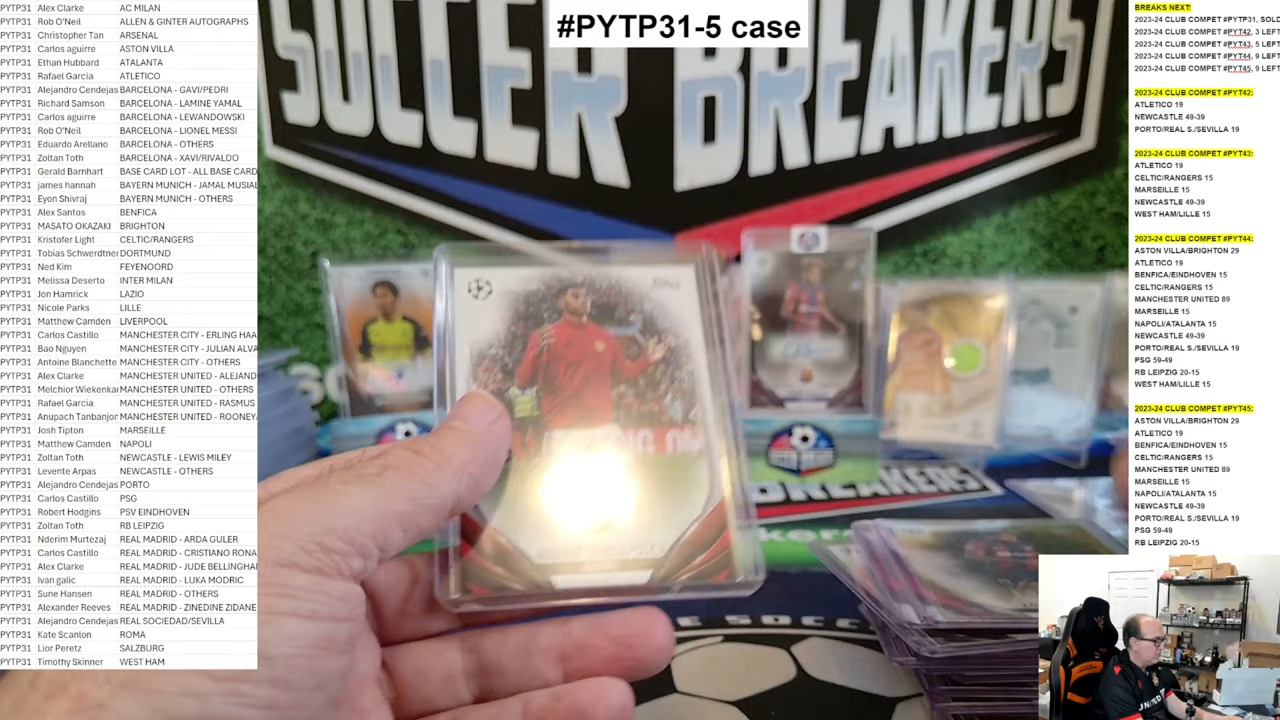 #PYTP31-5 case
SOCCER BREAKERS
PYTP31 Alex Clarke AC MILAN
PYTP31 Rob O'Neil ALLEN & GINTER AUTOGRAPHS
PYTP31 Christopher Tan ARSENAL
PYTP31 Carlos aguirre ASTON VILLA
PYTP31 Ethan Hubbard ATALANTA
PYTP31 Rafael Garcia ATLETICO
PYTP31 Alejandro Cendejas BARCELONA - GAVI/PEDRI
PYTP31 Richard Samson BARCELONA - LAMINE YAMAL
PYTP31 Carlos aguirre BARCELONA - LEWANDOWSKI
PYTP31 Rob O'Neil BARCELONA - LIONEL MESSI
PYTP31 Eduardo Arellano BARCELONA - OTHERS
PYTP31 Zoltan Toth BARCELONA - XAVI/RIVALDO
PYTP31 Gerald Barnhart BASE CARD LOT - ALL BASE CARD
PYTP31 james hannah BAYERN MUNICH - JAMAL MUSIAL
PYTP31 Eyon Shivraj BAYERN MUNICH - OTHERS
PYTP31 Alex Santos BENFICA
PYTP31 MASATO OKAZAKI BRIGHTON
PYTP31 Kristofer Light CELTIC/RANGERS
PYTP31 Tobias Schwerdtner DORTMUND
PYTP31 Ned Kim FEYENOORD
PYTP31 Melissa Deserto INTER MILAN
PYTP31 Jon Hamrick LAZIO
PYTP31 Nicole Parks LILLE
PYTP31 Matthew Camden LIVERPOOL
PYTP31 Carlos Castillo MANCHESTER CITY - ERLING HAA
PYTP31 Bao Nguyen MANCHESTER CITY - JULIAN ALVA
PYTP31 Antoine Blanchette MANCHESTER CITY - OTHERS
PYTP31 Alex Clarke MANCHESTER UNITED - ALEJAND
PYTP31 Melchior Wiekenkar MANCHESTER UNITED - OTHERS
PYTP31 Rafael Garcia MANCHESTER UNITED - RASMUS
PYTP31 Anupach Tanbanjor MANCHESTER UNITED - ROONEY
PYTP31 Josh Tipton MARSEILLE
PYTP31 Matthew Camden NAPOLI
PYTP31 Zoltan Toth NEWCASTLE - LEWIS MILEY
PYTP31 Levente Arpas NEWCASTLE - OTHERS
PYTP31 Alejandro Cendejas PORTO
PYTP31 Carlos Castillo PSG
PYTP31 Robert Hodgins PSV EINDHOVEN
PYTP31 Zoltan Toth RB LEIPZIG
PYTP31 Nderim Murtezaj REAL MADRID - ARDA GULER
PYTP31 Carlos Castillo REAL MADRID - CRISTIANO RONA
PYTP31 Alex Clarke REAL MADRID - JUDE BELLINGHA
PYTP31 Ivan galic REAL MADRID - LUKA MODRIC
PYTP31 Sune Hansen REAL MADRID - OTHERS
PYTP31 Alexander Reeves REAL MADRID - ZINEDINE ZIDANE
PYTP31 Alejandro Cendejas REAL SOCIEDAD/SEVILLA
PYTP31 Kate Scanlon ROMA
PYTP31 Lior Peretz SALZBURG
PYTP31 Timothy Skinner WEST HAM
BREAKERS
BREAKS NEXT:
2023-24 CLUB COMPET #PYTP31, SOLD
2023-24 CLUB COMPET #PYT42, 3 LEFT
2023-24 CLUB COMPET #PYT43, 5 LEFT
2023-24 CLUB COMPET #PYT44, 9 LEFT
2023-24 CLUB COMPET #PYT45, 9 LEFT
2023-24 CLUB COMPET #PYT42:
ATLETICO 19
NEWCASTLE 49-39
PORTO/REAL S./SEVILLA 19
2023-24 CLUB COMPET #PYT43:
ATLETICO 19
CELTIC/RANGERS 15
MARSEILLE 15
NEWCASTLE 49-39
WEST HAM/LILLE 15
2023-24 CLUB COMPET #PYT44:
ASTON VILLA/BRIGHTON 29
ATLETICO 19
BENFICA/EINDHOVEN 15
CELTIC/RANGERS 15
MANCHESTER UNITED 89
MARSEILLE 15
NAPOLI/ATALANTA 15
NEWCASTLE 49-39
PORTO/REAL S./SEVILLA 19
PSG 59-49
RB LEIPZIG 20-15
WEST HAM/LILLE 15
2023-24 CLUB COMPET #PYT45:
ASTON VILLA/BRIGHTON 29
ATLETICO 19
BENFICA/EINDHOVEN 15
CELTIC/RANGERS 15
MANCHESTER UNITED 89
MARSEILLE 15
NAPOLI/ATALANTA 15
NEWCASTLE 49-39
PORTO/REAL S./SEVILLA 19
PSG 59-49
RB LEIPZIG 20-15